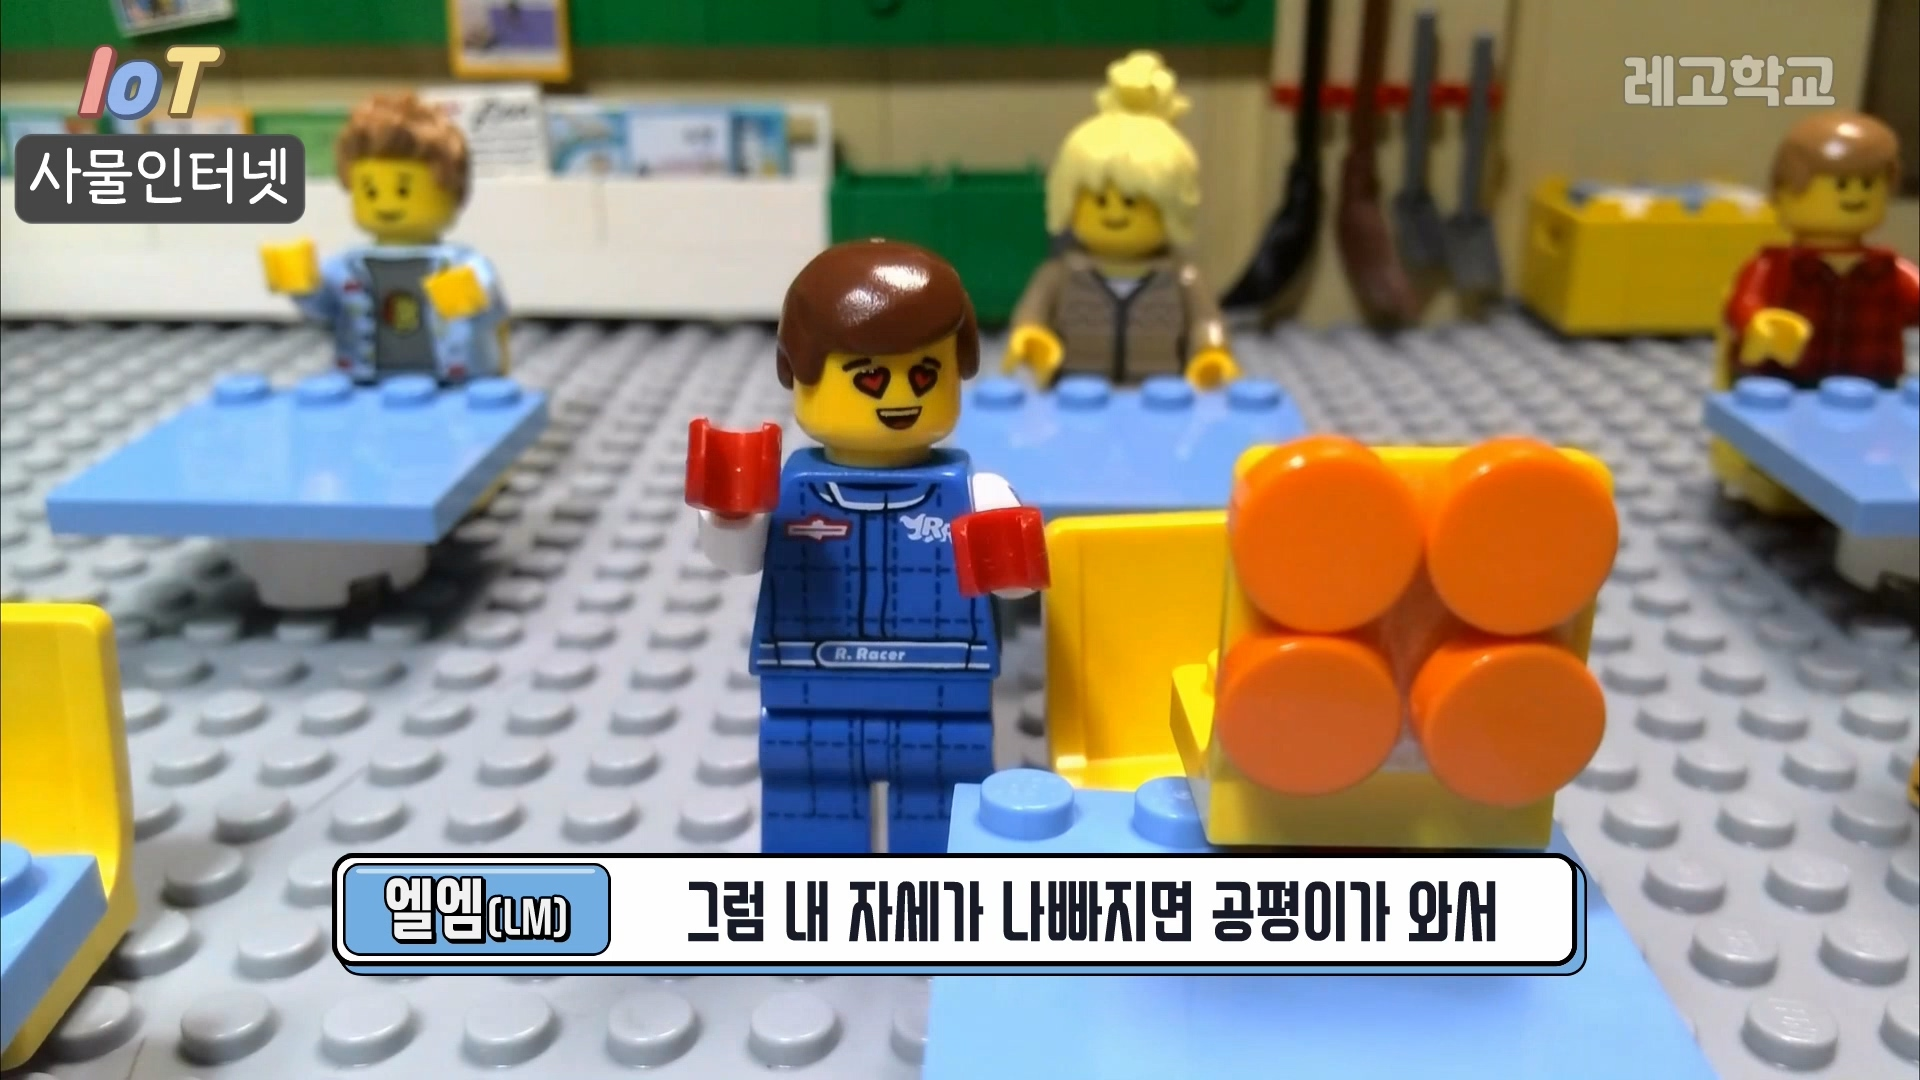 IoT
사물인터넷
레고학교
R. Racer
엘엠(LM)
그럼 내 자세가 나빠지면 공평이가 와서